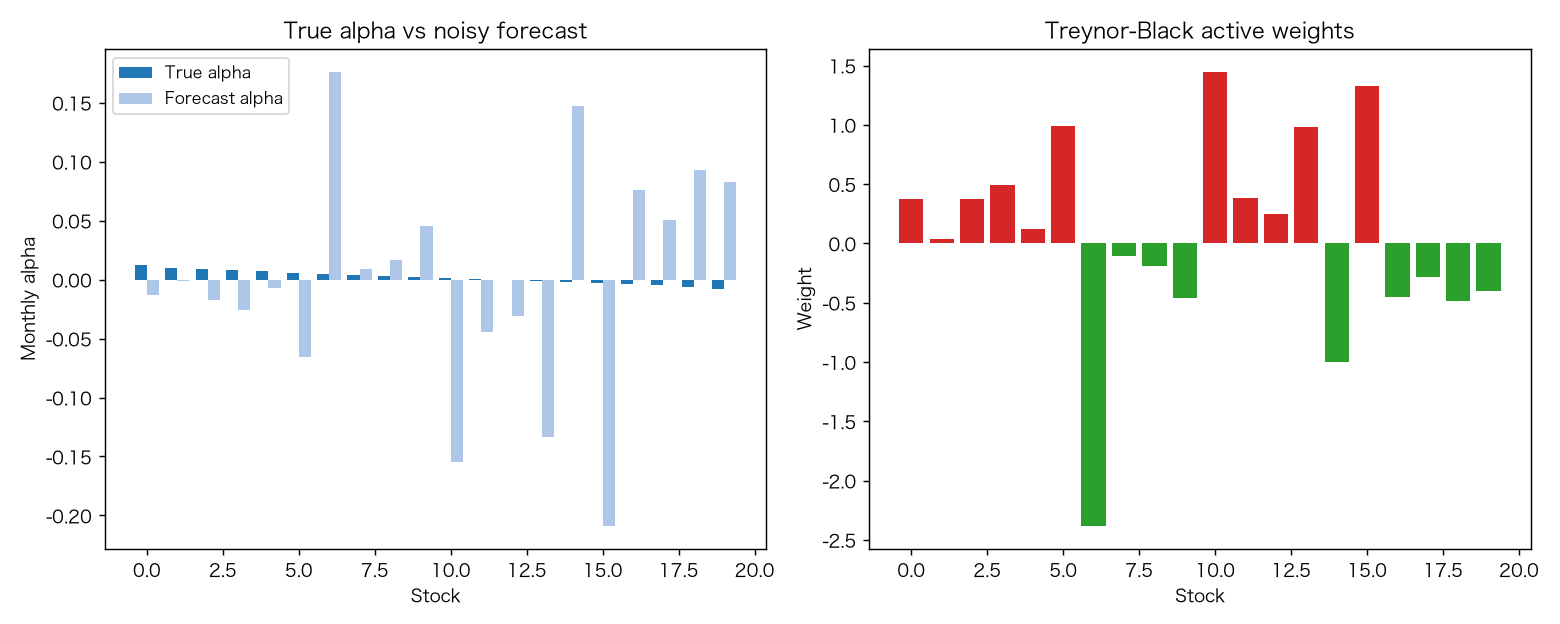 True alpha vs noisy forecast
True alpha
Forecast alpha
Monthly alpha
0.15
0.10
0.05
0.00
-0.05
-0.10
-0.15
-0.20
0.0 2.5 5.0 7.5 10.0 12.5 15.0 17.5 20.0
Stock
Treynor-Black active weights
Weight
1.5
1.0
0.5
0.0
-0.5
-1.0
-1.5
-2.0
-2.5
0.0 2.5 5.0 7.5 10.0 12.5 15.0 17.5 20.0
Stock